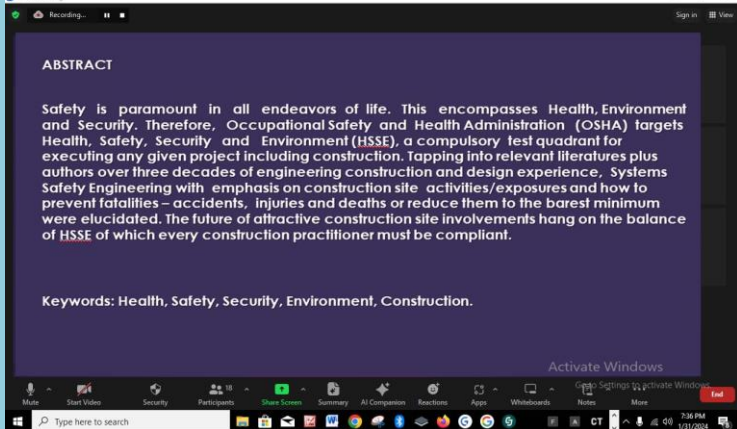 Recording...
Sign in
View
ABSTRACT
Safety is paramount in all endeavors of life. This encompasses Health, Environment
and Security. Therefore, Occupational Safety and Health Administration (OSHA) targets
Health, Safety, Security and Environment (HSSE), a compulsory test quadrant for
executing any given project including construction. Tapping into relevant literatures plus
authors over three decades of engineering construction and design experience, Systems
Safety Engineering with emphasis on construction site activities/exposures and how to
prevent fatalities – accidents, injuries and deaths or reduce them to the barest minimum
were elucidated. The future of attractive construction site involvements hang on the balance
of HSSE of which every construction practitioner must be compliant.
Keywords: Health, Safety, Security, Environment, Construction.
Activate Windows
Go to Settings to activate Windows.
18
Mute
Start Video
Security
Participants
Share Screen
Summary
AI Companion
Reactions
Apps
Whiteboards
Notes
More
End
Type here to search
CT
7:36 PM
1/31/2024